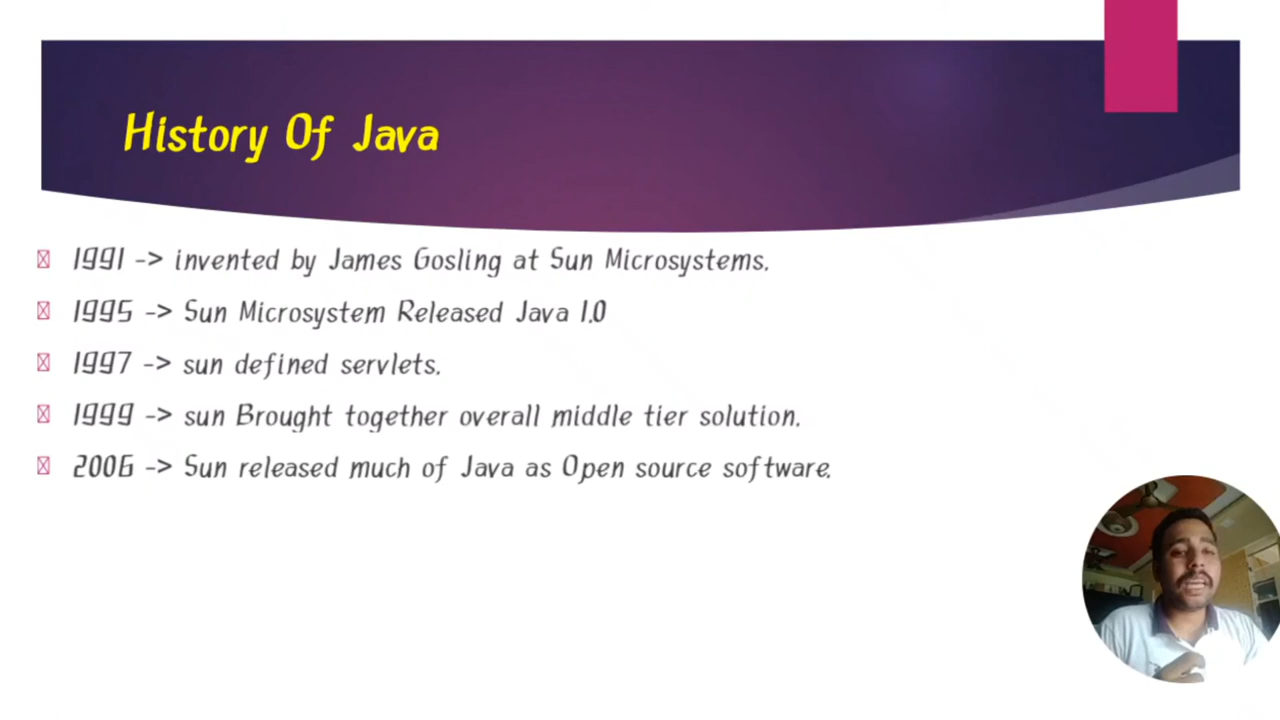 History Of Java
1991 -> invented by James Gosling at Sun Microsystems.
1995 -> Sun Microsystem Released Java 1.0
1997 -> sun defined servlets.
1999 -> sun Brought together overall middle tier solution.
2006 -> Sun released much of Java as Open source software.